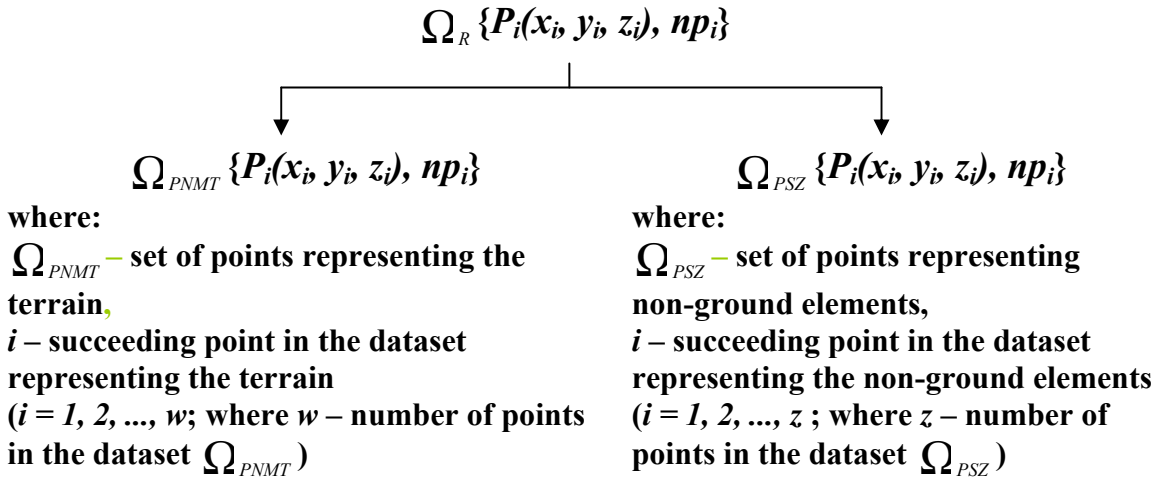 Ω_R {P_i(x_i, y_i, z_i), np_i}
Ω_PNMT {P_i(x_i, y_i, z_i), np_i}
where:
Ω_PNMT – set of points representing the
terrain,
i – succeeding point in the dataset
representing the terrain
(i = 1, 2, ..., w; where w – number of points
in the dataset Ω_PNMT )
Ω_PSZ {P_i(x_i, y_i, z_i), np_i}
where:
Ω_PSZ – set of points representing
non-ground elements,
i – succeeding point in the dataset
representing the non-ground elements
(i = 1, 2, ..., z ; where z – number of
points in the dataset Ω_PSZ )